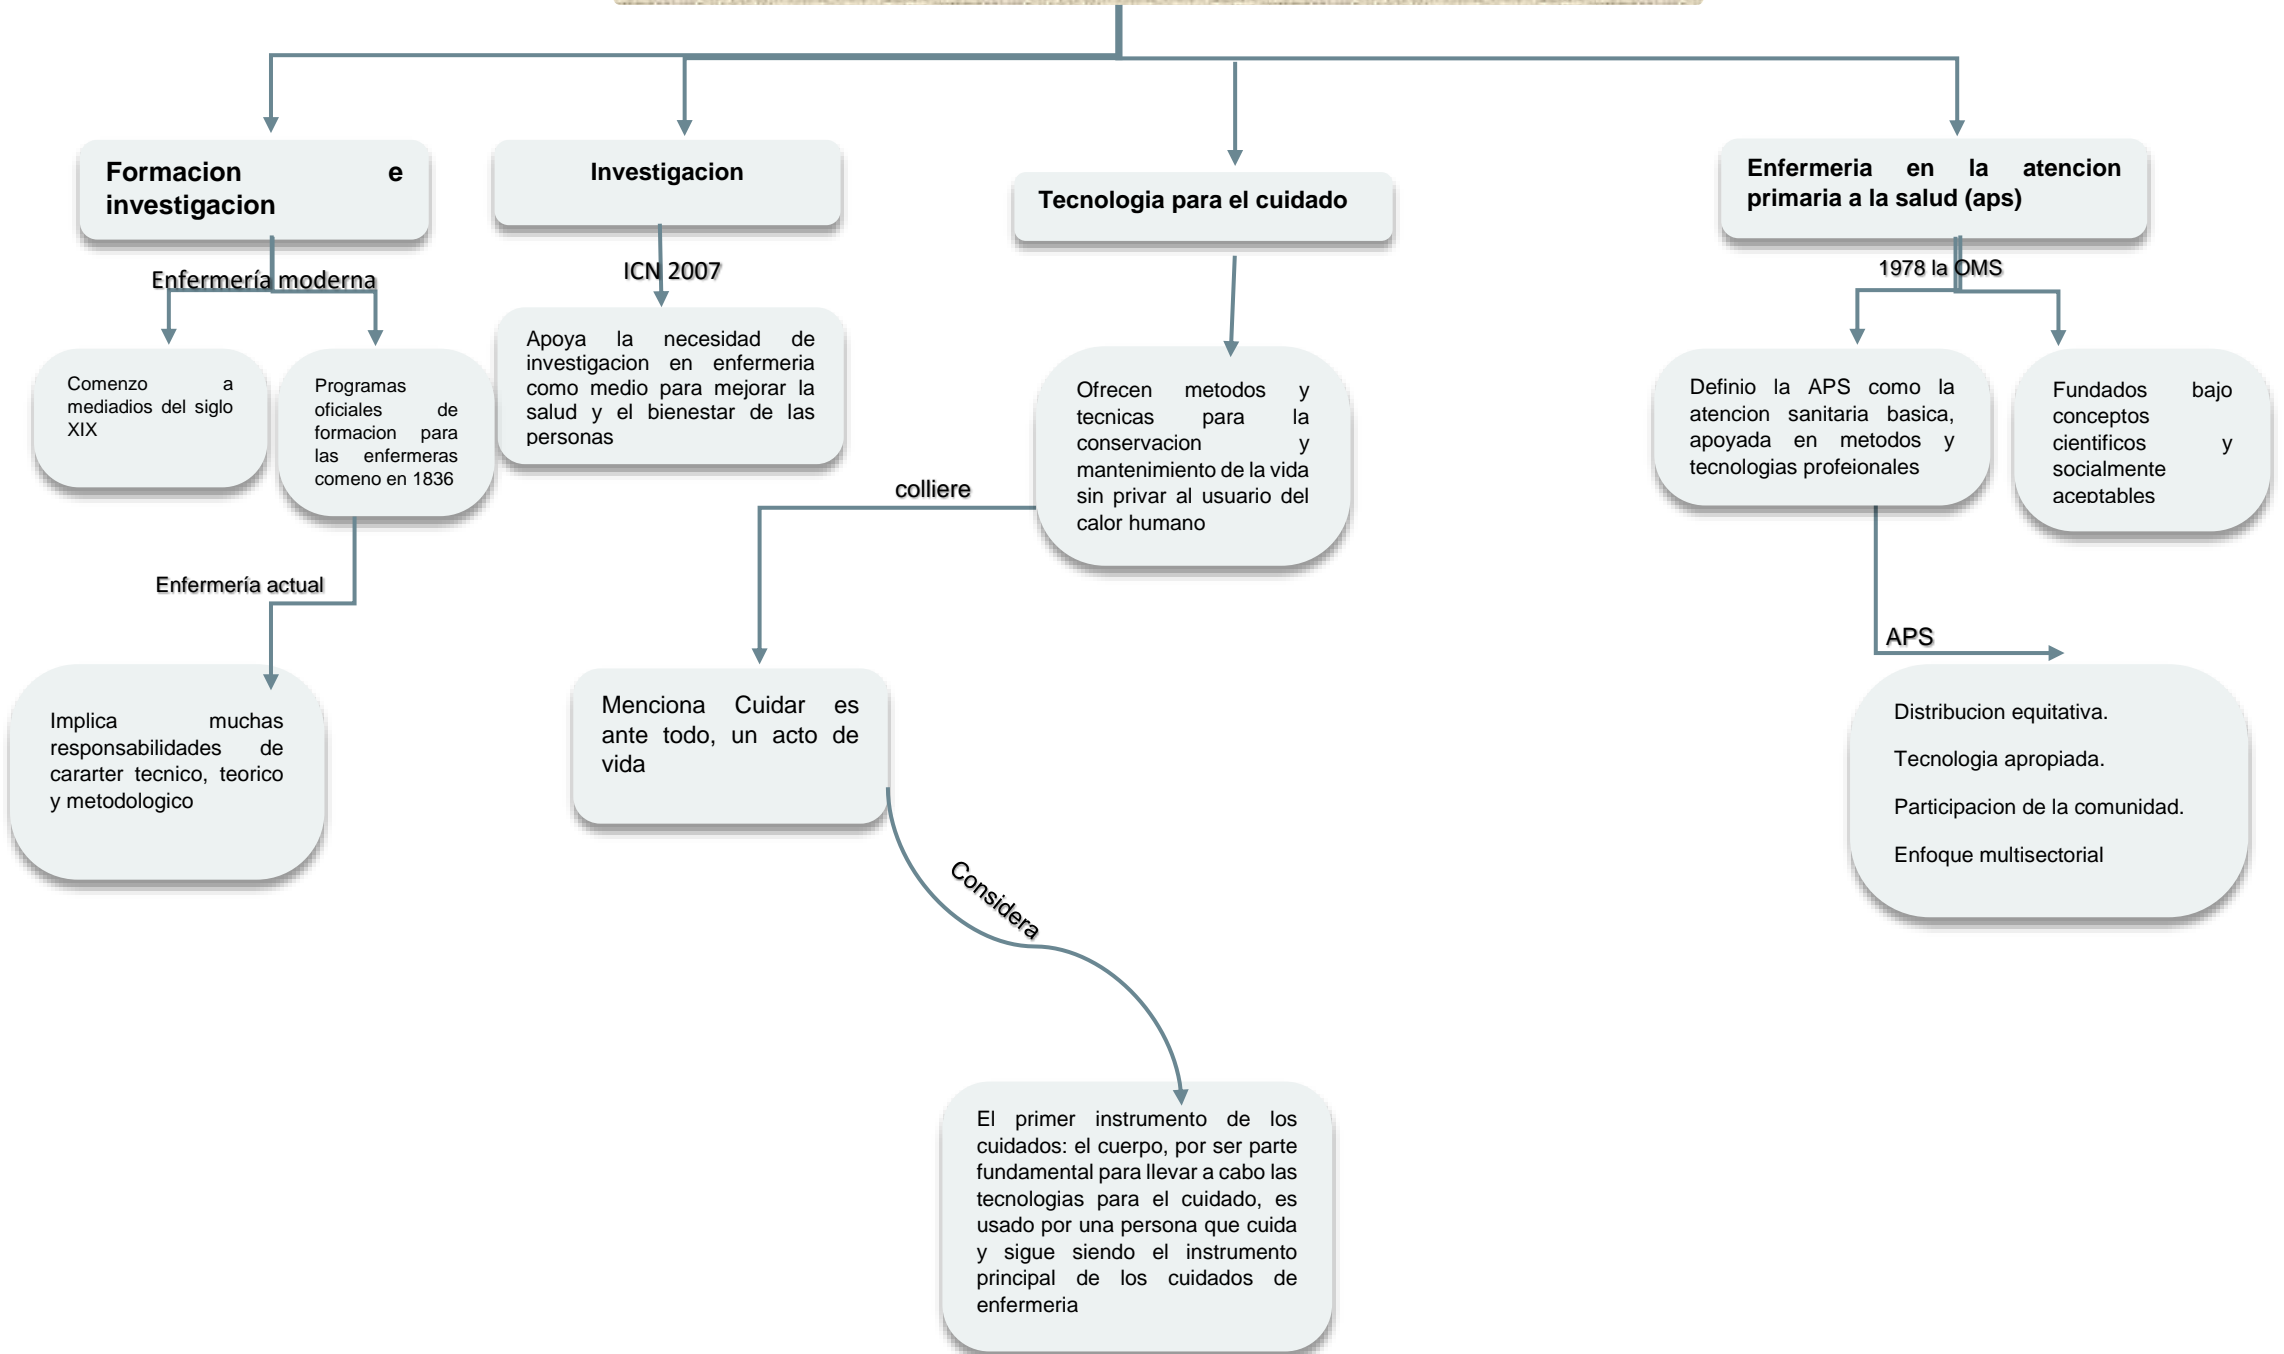 Formacion e
investigacion
Investigacion
Tecnologia para el cuidado
Enfermeria en la atencion
primaria a la salud (aps)
Enfermería moderna
ICN 2007
1978 la OMS
Comenzo a
mediadios del siglo
XIX
Programas
oficiales de
formacion para
las enfermeras
comeno en 1836
Apoya la necesidad de
investigacion en enfermeria
como medio para mejorar la
salud y el bienestar de las
personas
Ofrecen metodos y
tecnicas para la
conservacion y
mantenimiento de la vida
sin privar al usuario del
calor humano
Definio la APS como la
atencion sanitaria basica,
apoyada en metodos y
tecnologias profeionales
Fundados bajo
conceptos
cientificos y
socialmente
aceptables
colliere
Enfermería actual
APS
Implica muchas
responsabilidades de
cararter tecnico, teorico
y metodologico
Menciona Cuidar es
ante todo, un acto de
vida
Distribucion equitativa.
Tecnologia apropiada.
Participacion de la comunidad.
Enfoque multisectorial
Considera
El primer instrumento de los
cuidados: el cuerpo, por ser parte
fundamental para llevar a cabo las
tecnologias para el cuidado, es
usado por una persona que cuida
y sigue siendo el instrumento
principal de los cuidados de
enfermeria